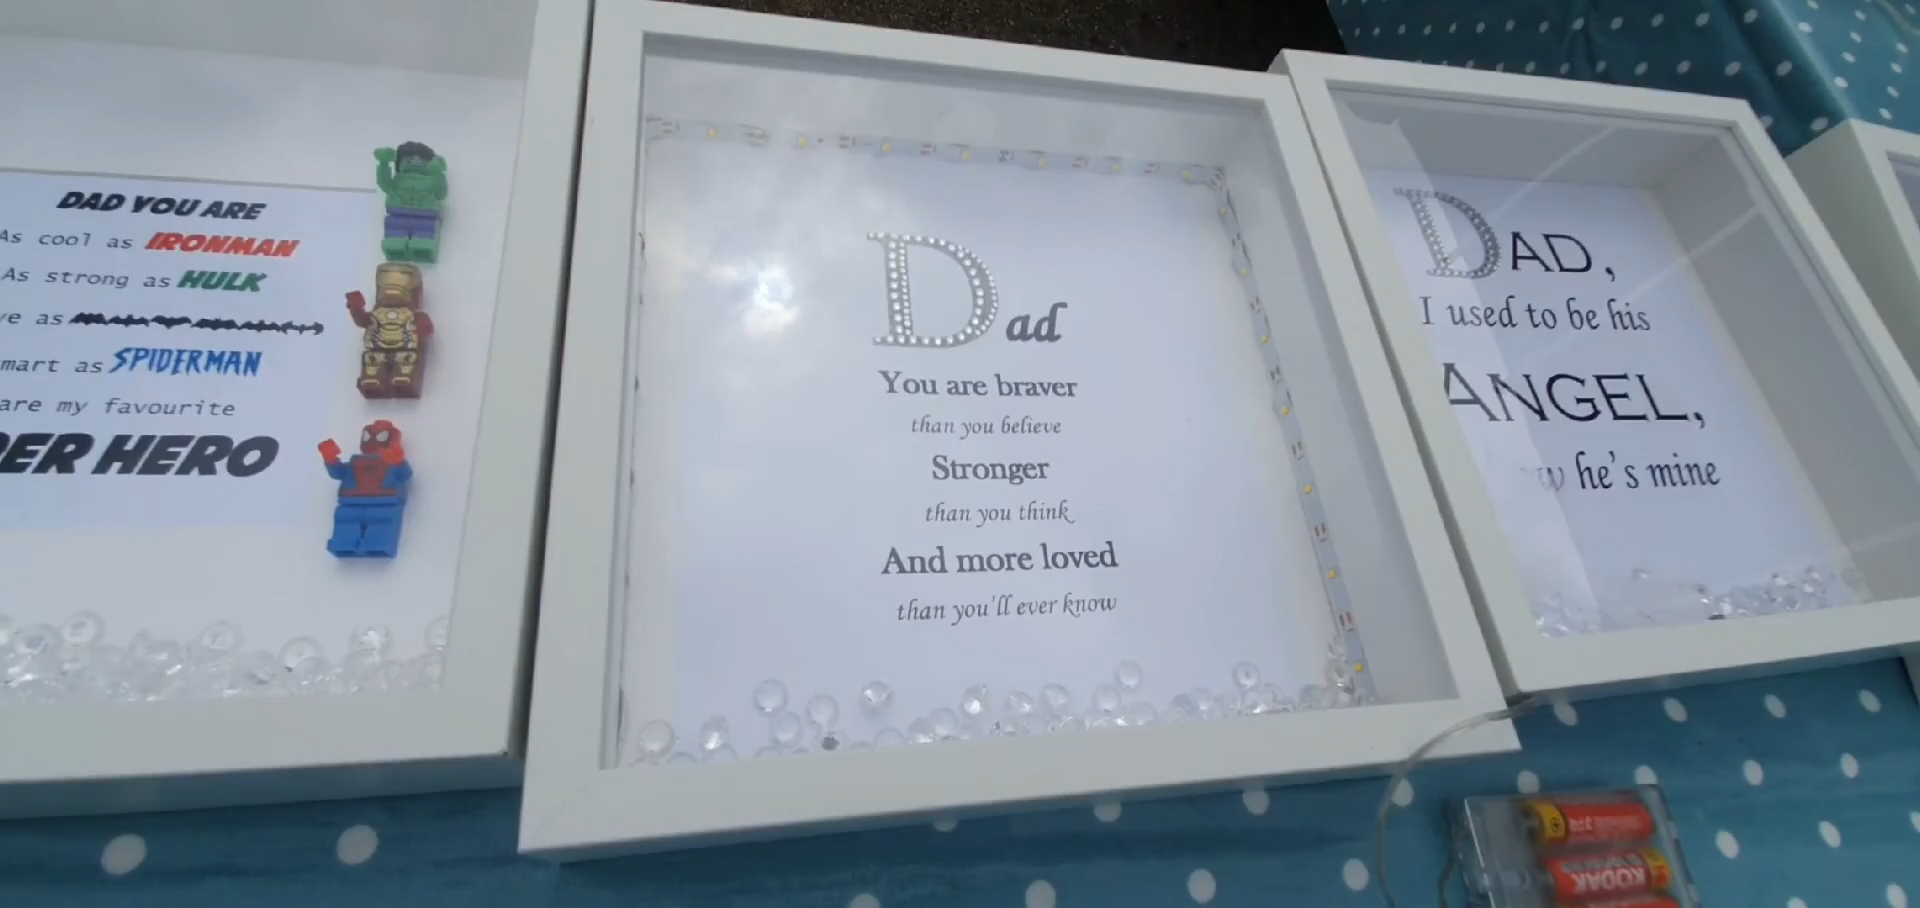 DAD YOU ARE
As cool as IRONMAN
As strong as HULK
as
as SPIDERMAN
are my favourite
HERO
Dad
You are braver
than you believe
Stronger
than you think
And more loved
than you'll ever know
DAD,
I used to be his
ANGEL,
he's mine
KODAK